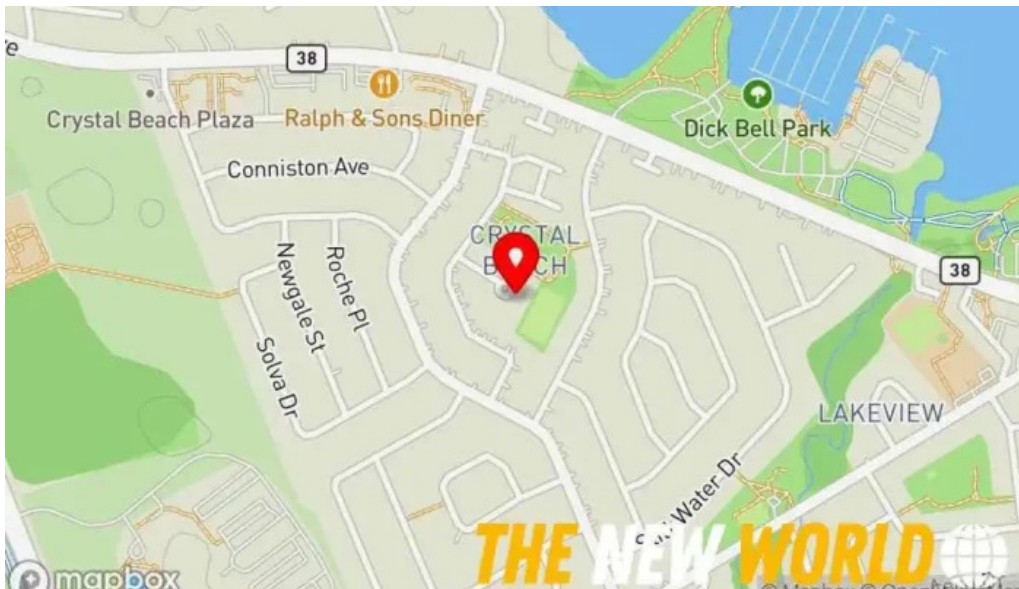 38
Crystal Beach Plaza
Ralph & Sons Diner
Dick Bell Park
Conniston Ave
CRYSTAL
38
Newgale St
Roche Pl
Solva Dr
LAKEVIEW
Water Dr
THE NEW WORLD
mapbox
© Mapbox ©